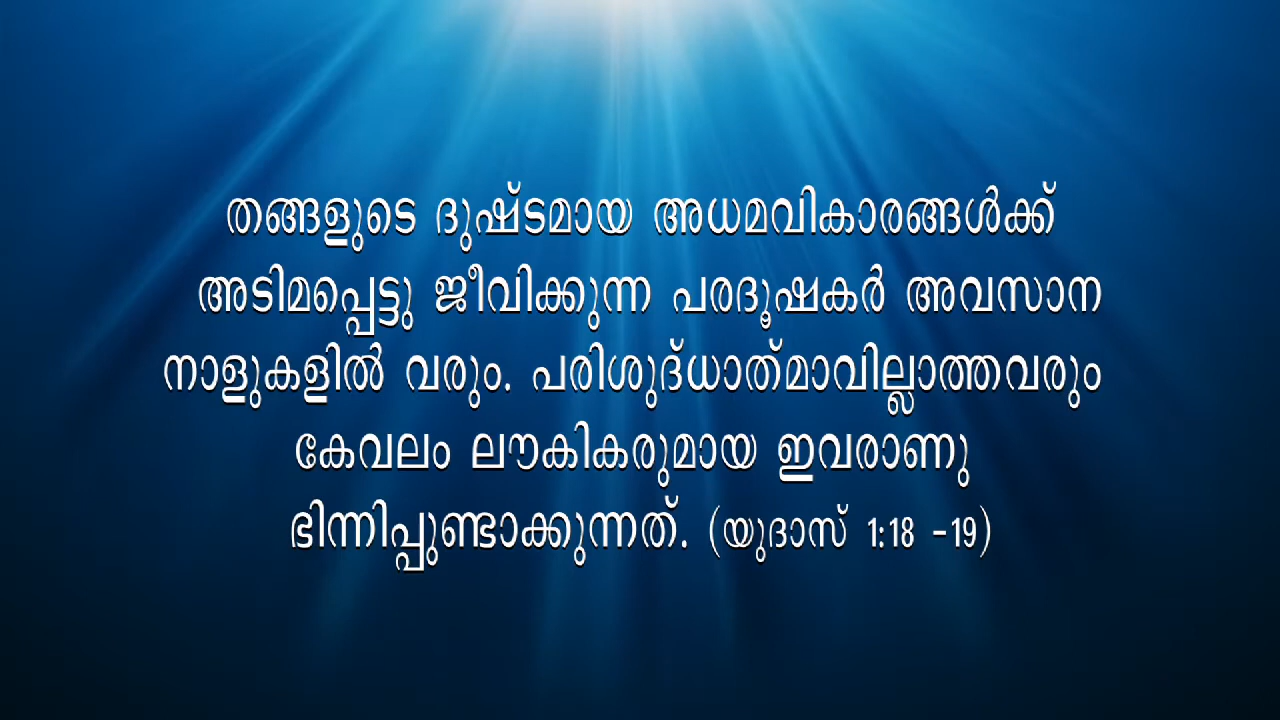 തങ്ങളുടെ ദുഷ്ടമായ അധമവികാരങ്ങൾക്ക്
അടിമപ്പെട്ടു ജീവിക്കുന്ന പരദൂഷകർ അവസാന
നാളുകളിൽ വരും. പരിശുദ്ധാത്മാവില്ലാത്തവരും
കേവലം ലൗകികരുമായ ഇവരാണു
ഭിന്നിപ്പുണ്ടാക്കുന്നത്. (യുദാസ് 1:18 -19)